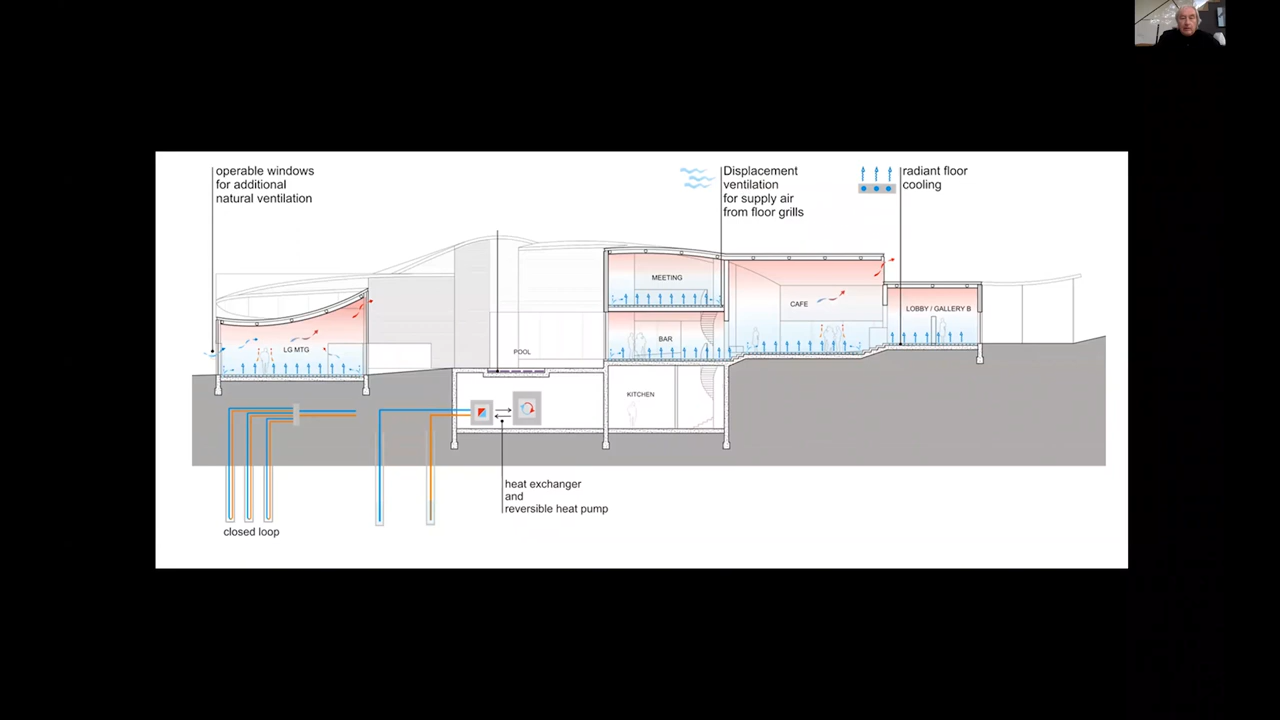 operable windows
for additional
natural ventilation
Displacement
ventilation
for supply air
from floor grills
radiant floor
cooling
MEETING
CAFE
LOBBY / GALLERY B
BAR
LG MTG
POOL
KITCHEN
heat exchanger
and
reversible heat pump
closed loop